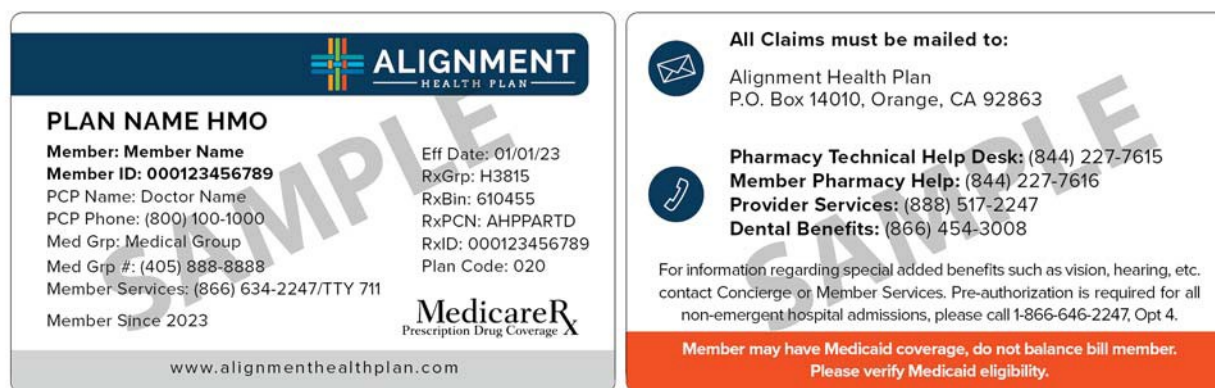 ALIGNMENT
HEALTH PLAN
PLAN NAME HMO
Member: Member Name
Member ID: 000123456789
PCP Name: Doctor Name
PCP Phone: (800) 100-1000
Med Grp: Medical Group
Med Grp #: (405) 888-8888
Member Services: (866) 634-2247/TTY 711
Member Since 2023
Eff Date: 01/01/23
RxGrp: H3815
RxBin: 610455
RxPCN: AHPPARTD
RxID: 000123456789
Plan Code: 020
MedicareRx
Prescription Drug Coverage
SAMPLE
www.alignmenthealthplan.com
All Claims must be mailed to:
Alignment Health Plan
P.O. Box 14010, Orange, CA 92863
Pharmacy Technical Help Desk: (844) 227-7615
Member Pharmacy Help: (844) 227-7616
Provider Services: (888) 517-2247
Dental Benefits: (866) 454-3008
SAMPLE
For information regarding special added benefits such as vision, hearing, etc.
contact Concierge or Member Services. Pre-authorization is required for all
non-emergent hospital admissions, please call 1-866-646-2247, Opt 4.
Member may have Medicaid coverage, do not balance bill member.
Please verify Medicaid eligibility.